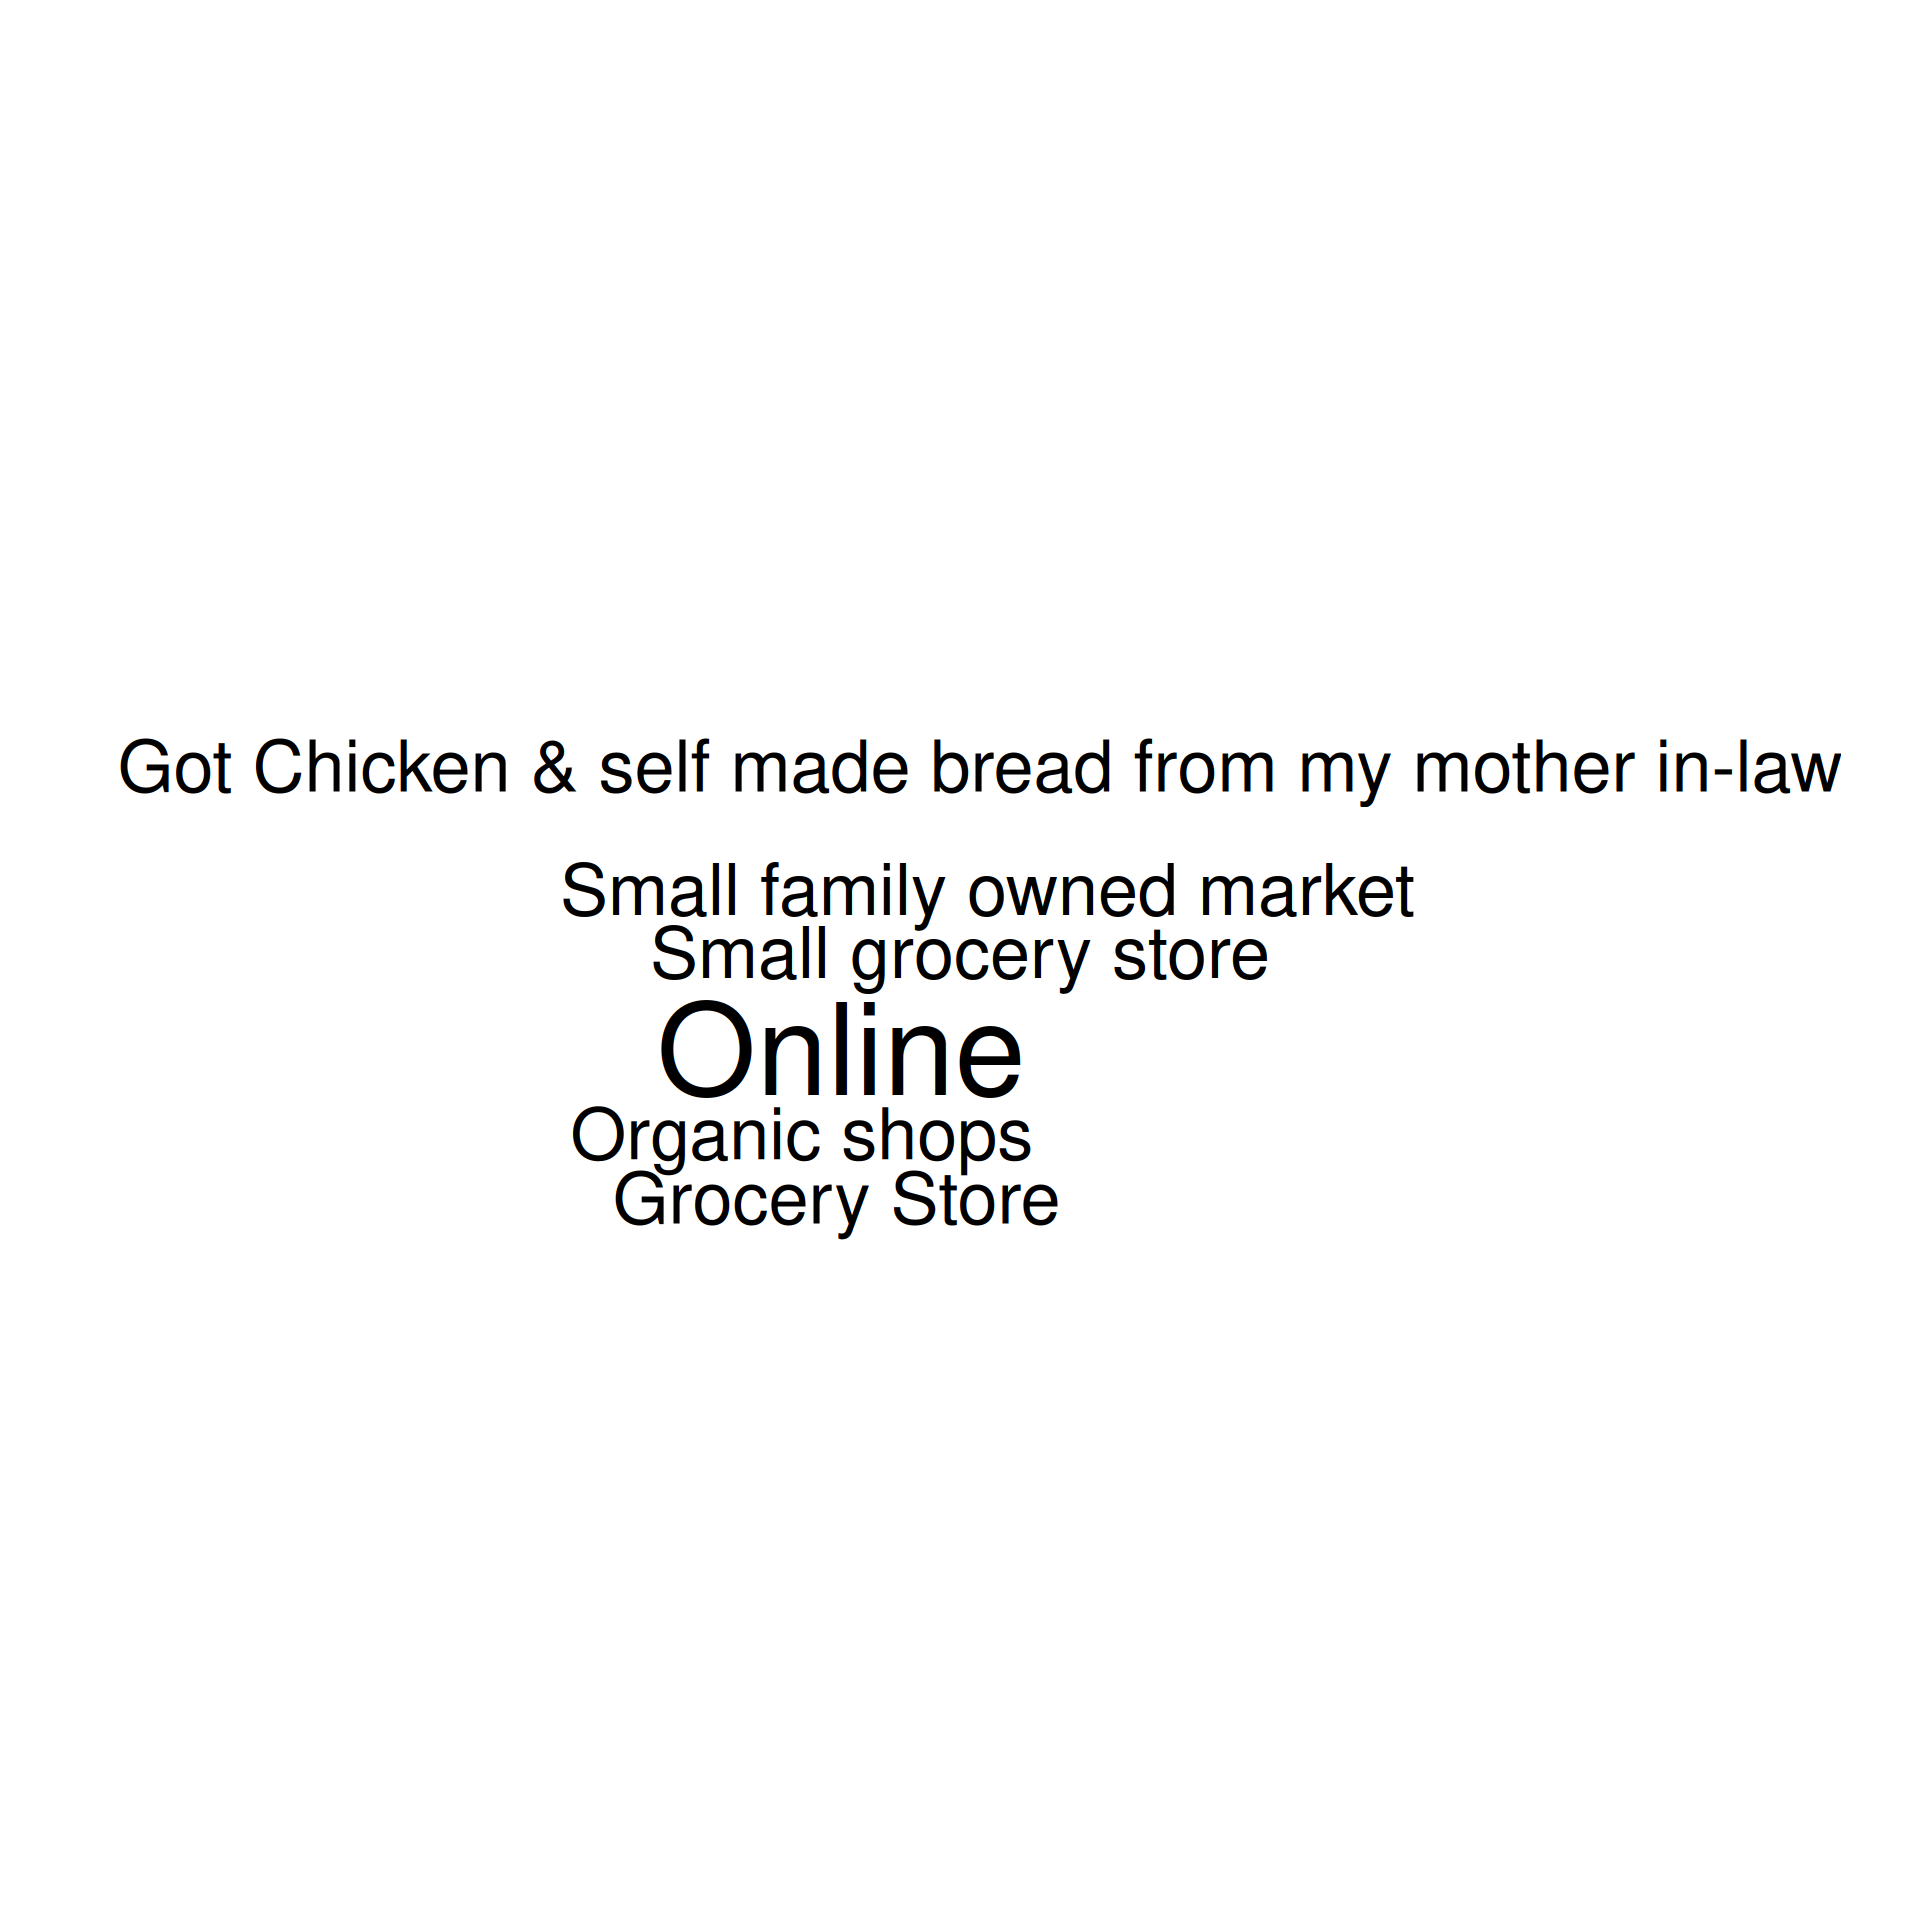 Got Chicken & self made bread from my mother in-law
Small family owned market
Small grocery store
Online
Organic shops
Grocery Store